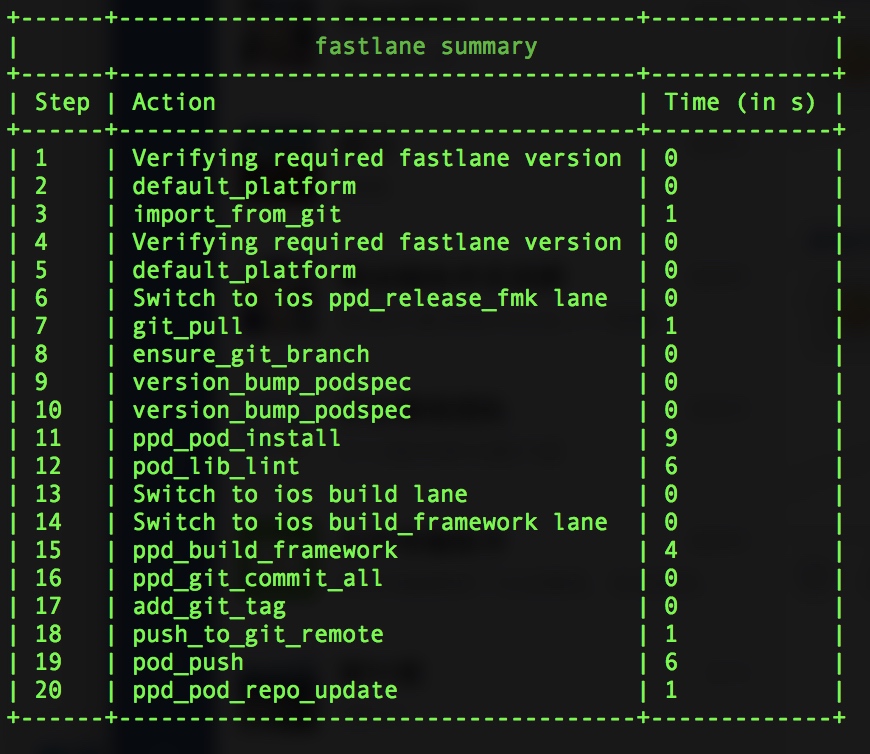 +------+-------------------------------------+-------------+
|                      fastlane summary                     |
+------+-------------------------------------+-------------+
| Step | Action                              | Time (in s) |
+------+-------------------------------------+-------------+
| 1    | Verifying required fastlane version | 0           |
| 2    | default_platform                    | 0           |
| 3    | import_from_git                     | 1           |
| 4    | Verifying required fastlane version | 0           |
| 5    | default_platform                    | 0           |
| 6    | Switch to ios ppd_release_fmk lane  | 0           |
| 7    | git_pull                            | 1           |
| 8    | ensure_git_branch                   | 0           |
| 9    | version_bump_podspec                | 0           |
| 10   | version_bump_podspec                | 0           |
| 11   | ppd_pod_install                     | 9           |
| 12   | pod_lib_lint                        | 6           |
| 13   | Switch to ios build lane            | 0           |
| 14   | Switch to ios build_framework lane  | 0           |
| 15   | ppd_build_framework                 | 4           |
| 16   | ppd_git_commit_all                  | 0           |
| 17   | add_git_tag                         | 0           |
| 18   | push_to_git_remote                  | 1           |
| 19   | pod_push                            | 6           |
| 20   | ppd_pod_repo_update                 | 1           |
+------+-------------------------------------+-------------+